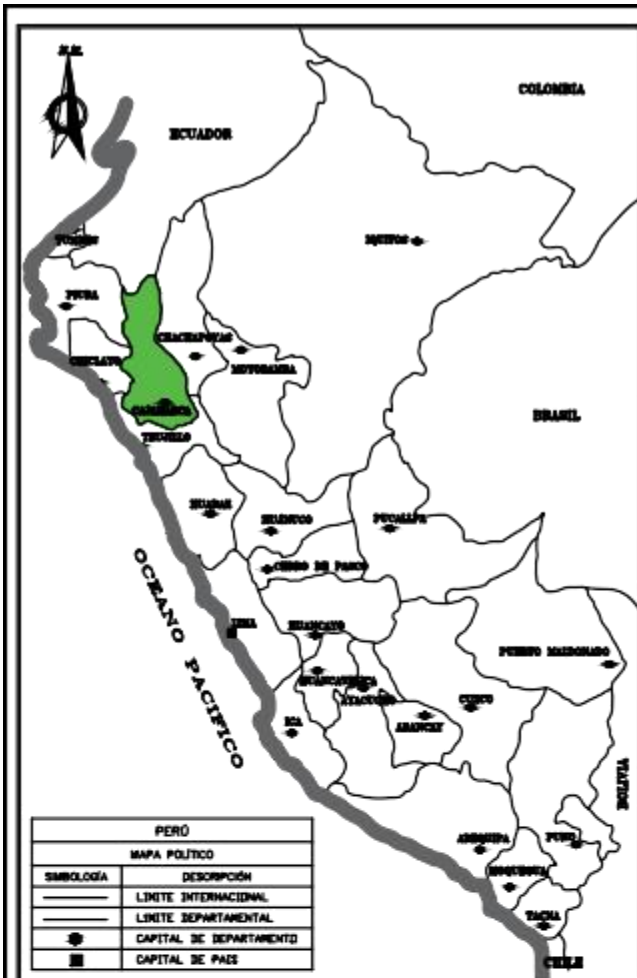 N.M.
COLOMBIA
ECUADOR
TUMBES
IQUITOS
PIURA
CHACHAPOYAS
MOYOBAMBA
CHICLAYO
CAJAMARCA
BRASIL
TRUJILLO
HUARAZ
HUÁNUCO
PUCALLPA
CERRO DE PASCO
OCEANO PACIFICO
LIMA
HUANCAYO
PUERTO MALDONADO
HUANCAVELICA
AYACUCHO
CUSCO
ABANCAY
ICA
BOLIVIA
AREQUIPA
PUNO
MOQUEGUA
TACNA
CHILE
PERÚ
MAPA POLÍTICO
SIMBOLOGÍA DESCRIPCIÓN
LIMITE INTERNACIONAL
LIMITE DEPARTAMENTAL
CAPITAL DE DEPARTAMENTO
CAPITAL DE PAIS